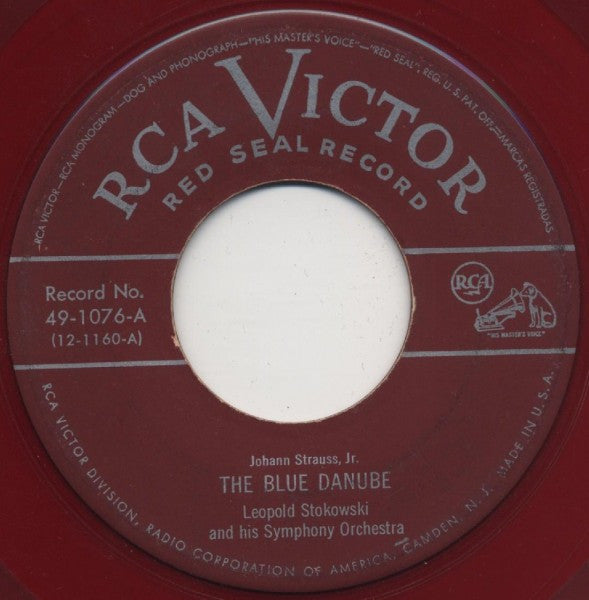 RCA VICTOR—RCA MONOGRAM—DOG AND PHONOGRAPH—"HIS MASTER'S VOICE"—"RED SEAL", REG. U. S. PAT. OFF.—MARCAS REGISTRADAS
RCA VICTOR
RED SEAL RECORD
Record No.
49-1076-A
(12-1160-A)
RCA
"HIS MASTER'S VOICE"
Johann Strauss, Jr.
THE BLUE DANUBE
Leopold Stokowski
and his Symphony Orchestra
RCA VICTOR DIVISION, RADIO CORPORATION OF AMERICA, CAMDEN, N. J. MADE IN U. S. A.